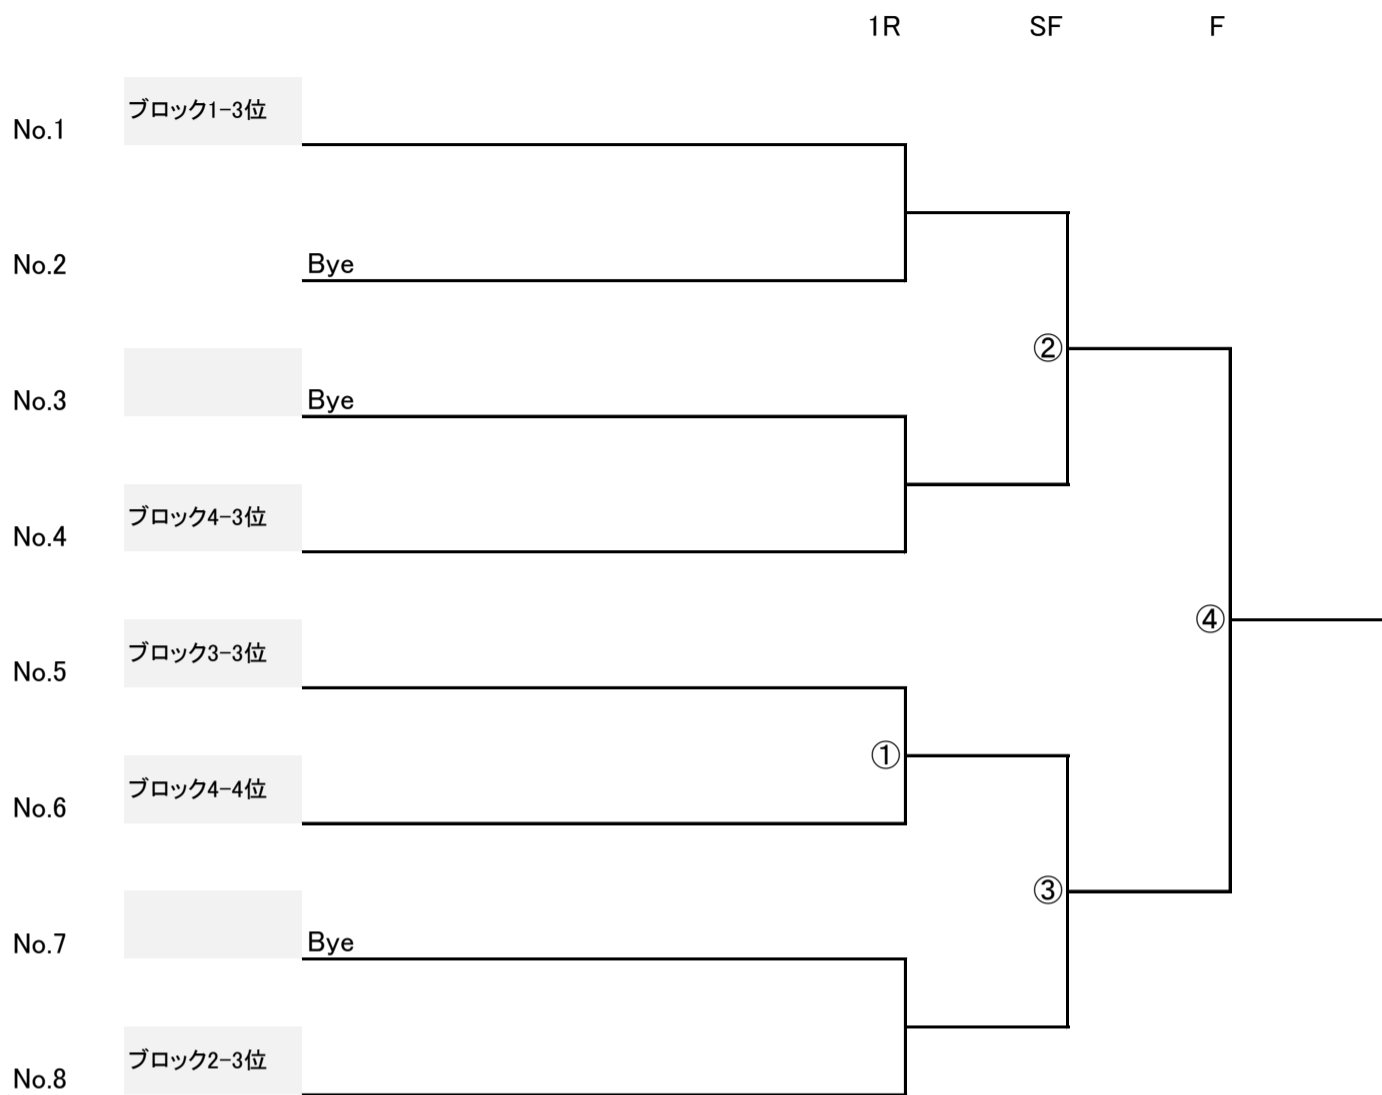 1R SF F
ブロック1-3位
No.1
No.2 Bye
No.3 Bye
②
ブロック4-3位
No.4
④
ブロック3-3位
No.5
①
ブロック4-4位
No.6
③
No.7 Bye
ブロック2-3位
No.8